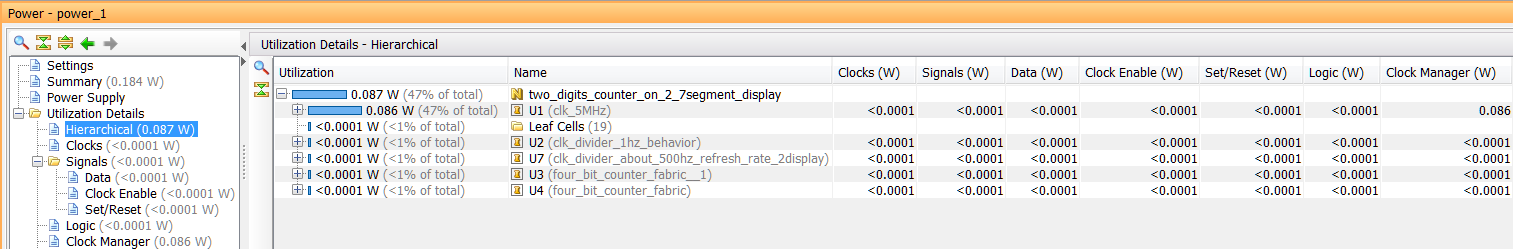 Power - power_1
Utilization Details - Hierarchical
Settings
Summary (0.184 W)
Power Supply
Utilization Details
Hierarchical (0.087 W)
Clocks (<0.0001 W)
Signals (<0.0001 W)
Data (<0.0001 W)
Clock Enable (<0.0001 W)
Set/Reset (<0.0001 W)
Logic (<0.0001 W)
Clock Manager (0.086 W)
Utilization Name Clocks (W) Signals (W) Data (W) Clock Enable (W) Set/Reset (W) Logic (W) Clock Manager (W)
0.087 W (47% of total) two_digits_counter_on_2_7segment_display
0.086 W (47% of total) U1 (clk_5MHz) <0.0001 <0.0001 <0.0001 <0.0001 <0.0001 <0.0001 0.086
<0.0001 W (<1% of total) Leaf Cells (19)
<0.0001 W (<1% of total) U2 (clk_divider_1hz_behavior) <0.0001 <0.0001 <0.0001 <0.0001 <0.0001 <0.0001 <0.0001
<0.0001 W (<1% of total) U7 (clk_divider_about_500hz_refresh_rate_2display) <0.0001 <0.0001 <0.0001 <0.0001 <0.0001 <0.0001 <0.0001
<0.0001 W (<1% of total) U3 (four_bit_counter_fabric__1) <0.0001 <0.0001 <0.0001 <0.0001 <0.0001 <0.0001 <0.0001
<0.0001 W (<1% of total) U4 (four_bit_counter_fabric) <0.0001 <0.0001 <0.0001 <0.0001 <0.0001 <0.0001 <0.0001